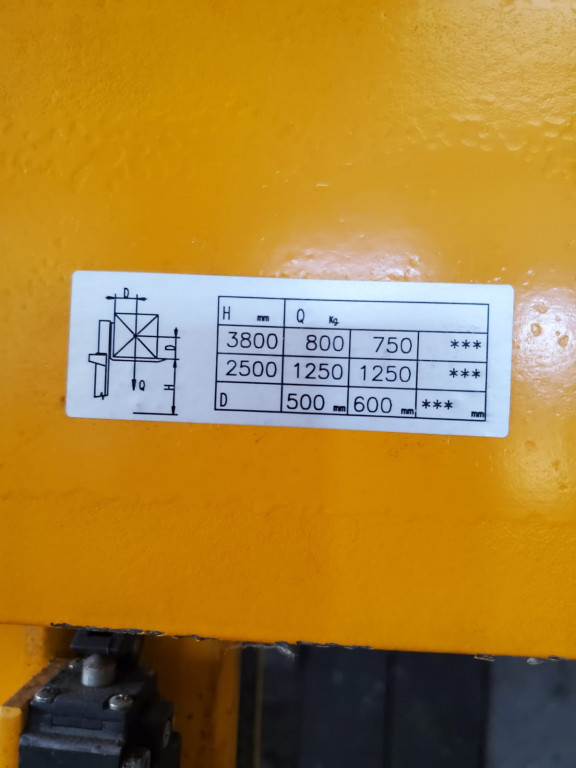 D
D
Q
H
H mm Q Kg.
3800 800 750 ***
2500 1250 1250 ***
D 500 mm 600 mm *** mm